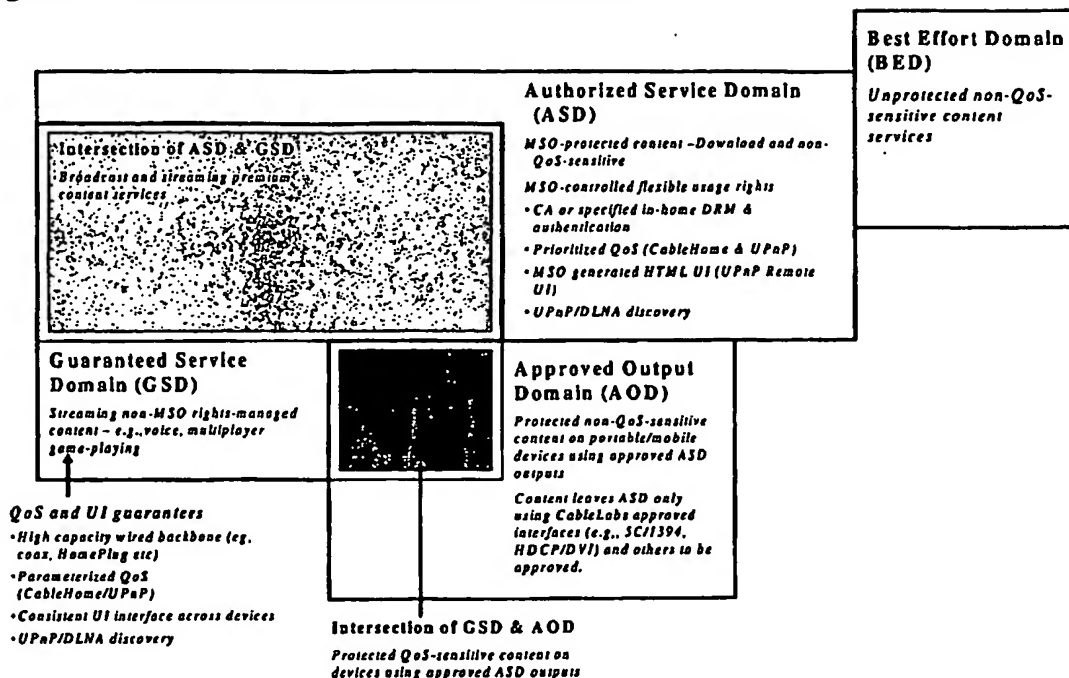 Best Effort Domain
(BED)
Unprotected non-QoS-
sensitive content
services
Authorized Service Domain
(ASD)
MSO-protected content –Download and non-
QoS-sensitive
MSO-controlled flexible usage rights
•CA or specified in-home DRM &
authentication
•Prioritized QoS (CableHome & UPnP)
•MSO generated HTML UI (UPnP Remote
UI)
•UPnP/DLNA discovery
Intersection of ASD & GSD
Broadcast and streaming premium
content services
Guaranteed Service
Domain (GSD)
Streaming non-MSO rights-managed
content – e.g.,voice, multiplayer
game-playing
Approved Output
Domain (AOD)
Protected non-QoS-sensitive
content on portable/mobile
devices using approved ASD
outputs
Content leaves ASD only
using CableLabs approved
interfaces (e.g., 5C/1394,
HDCP/DVI) and others to be
approved.
QoS and UI guarantees
•High capacity wired backbone (eg,
coax, HomePlug etc)
•Parameterized QoS
(CableHome/UPnP)
•Consistent UI interface across devices
•UPnP/DLNA discovery
Intersection of GSD & AOD
Protected QoS-sensitive content on
devices using approved ASD outputs